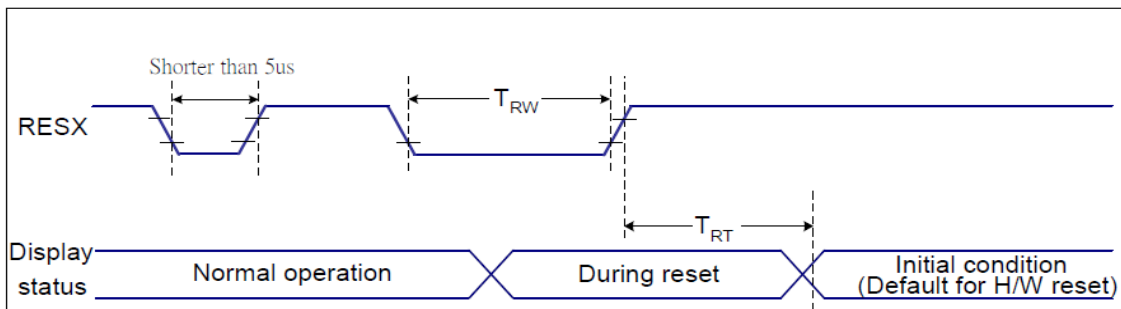 Shorter than 5us
RESX
TRW
TRT
Display
status
Normal operation
During reset
Initial condition
(Default for H/W reset)